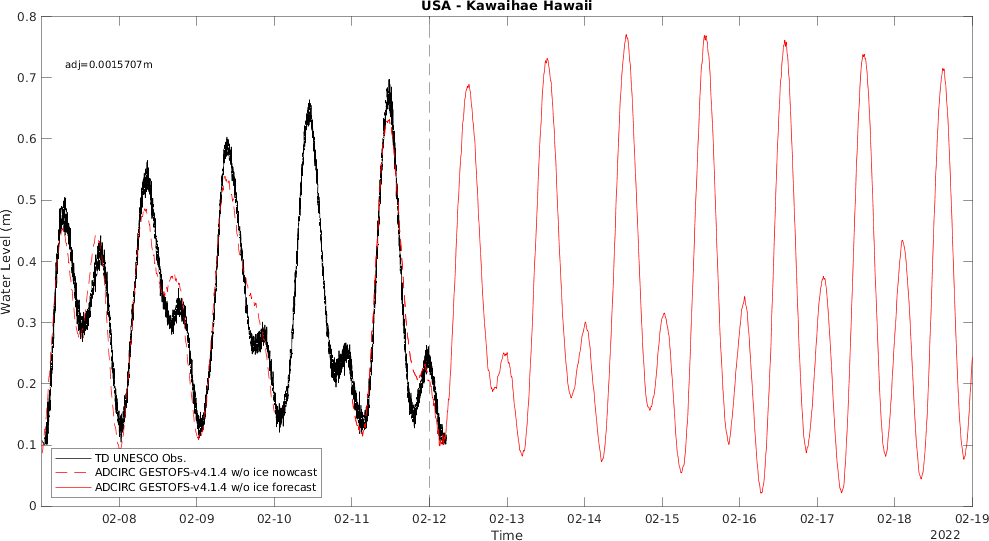 USA - Kawaihae Hawaii
adj=0.0015707m
Water Level (m)
0.8
0.7
0.6
0.5
0.4
0.3
0.2
0.1
0
TD UNESCO Obs.
ADCIRC GESTOFS-v4.1.4 w/o ice nowcast
ADCIRC GESTOFS-v4.1.4 w/o ice forecast
02-08 02-09 02-10 02-11 02-12 02-13 02-14 02-15 02-16 02-17 02-18 02-19
Time
2022